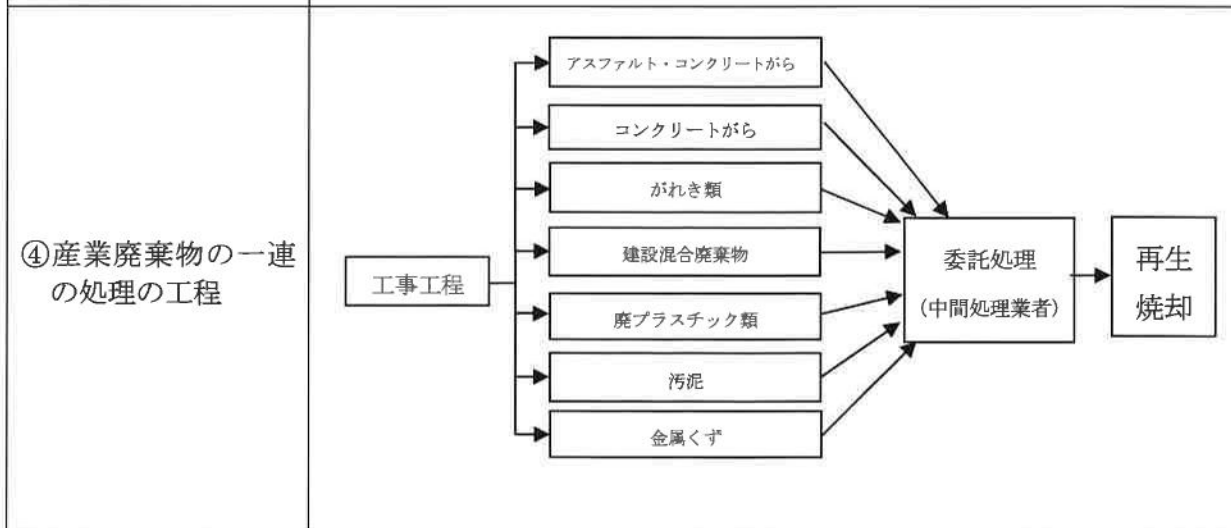 ④産業廃棄物の一連
の処理の工程
工事工程
アスファルト・コンクリートがら
コンクリートがら
がれき類
建設混合廃棄物
廃プラスチック類
汚泥
金属くず
委託処理
(中間処理業者)
再生
焼却